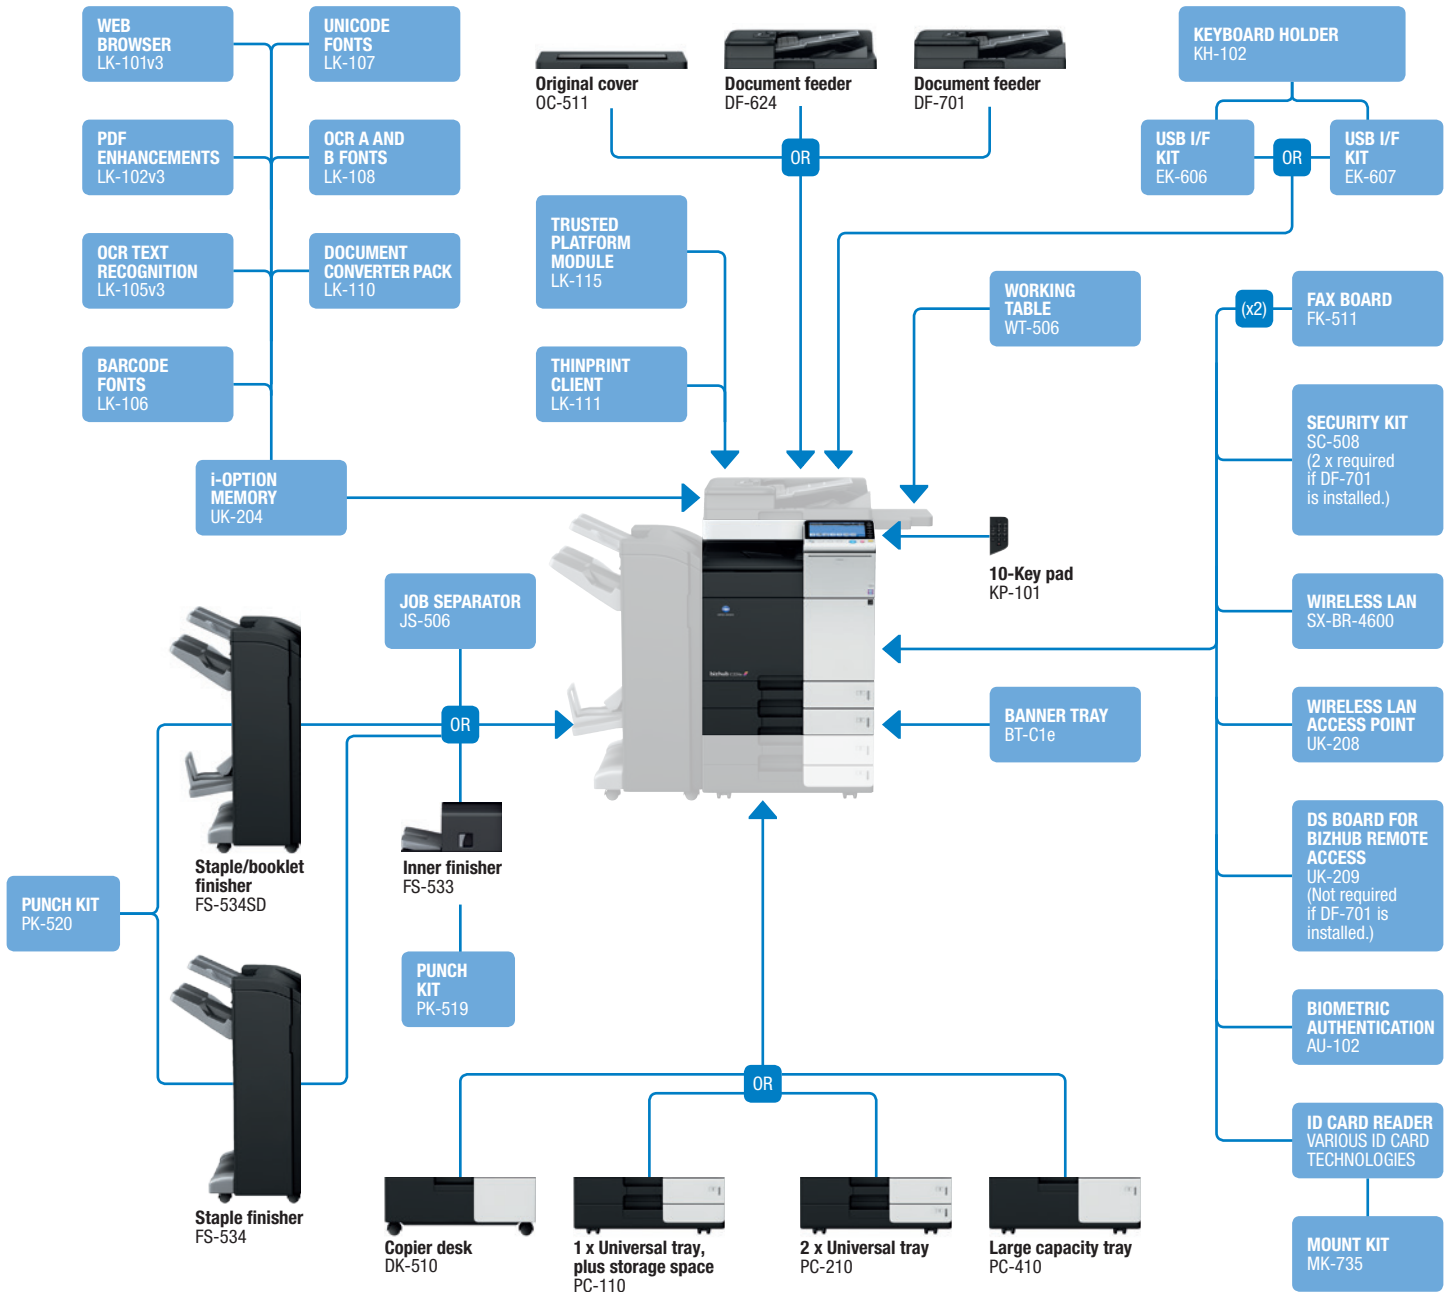 WEB
BROWSER
LK-101v3
UNICODE
FONTS
LK-107
PDF
ENHANCEMENTS
LK-102v3
OCR A AND
B FONTS
LK-108
OCR TEXT
RECOGNITION
LK-105v3
DOCUMENT
CONVERTER PACK
LK-110
BARCODE
FONTS
LK-106
i-OPTION
MEMORY
UK-204
Original cover
OC-511
Document feeder
DF-624
Document feeder
DF-701
OR
TRUSTED
PLATFORM
MODULE
LK-115
THINPRINT
CLIENT
LK-111
KEYBOARD HOLDER
KH-102
USB I/F
KIT
EK-606
OR
USB I/F
KIT
EK-607
WORKING
TABLE
WT-506
10-Key pad
KP-101
BANNER TRAY
BT-C1e
(x2)
FAX BOARD
FK-511
SECURITY KIT
SC-508
(2 x required
if DF-701
is installed.)
WIRELESS LAN
SX-BR-4600
WIRELESS LAN
ACCESS POINT
UK-208
DS BOARD FOR
BIZHUB REMOTE
ACCESS
UK-209
(Not required
if DF-701 is
installed.)
BIOMETRIC
AUTHENTICATION
AU-102
ID CARD READER
VARIOUS ID CARD
TECHNOLOGIES
MOUNT KIT
MK-735
JOB SEPARATOR
JS-506
OR
Inner finisher
FS-533
PUNCH
KIT
PK-519
Staple/booklet
finisher
FS-534SD
PUNCH KIT
PK-520
Staple finisher
FS-534
bizhub
OR
Copier desk
DK-510
1 x Universal tray,
plus storage space
PC-110
2 x Universal tray
PC-210
Large capacity tray
PC-410